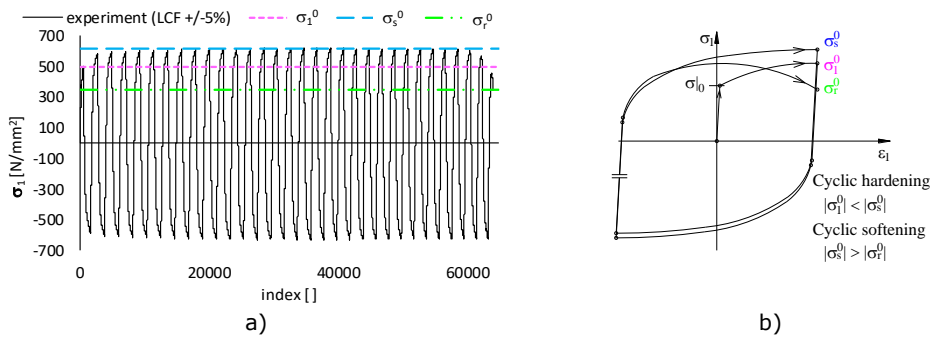 experiment (LCF +/-5%) σ₁⁰ σₛ⁰ σᵣ⁰
700
500
300
100
-100
-300
-500
-700
σ₁ [N/mm²]
0 20000 40000 60000
index [ ]
a)
σ₁
σₛ⁰
σ₁⁰
σᵣ⁰
σ|₀
ε₁
Cyclic hardening
|σ₁⁰| < |σₛ⁰|
Cyclic softening
|σₛ⁰| > |σᵣ⁰|
b)